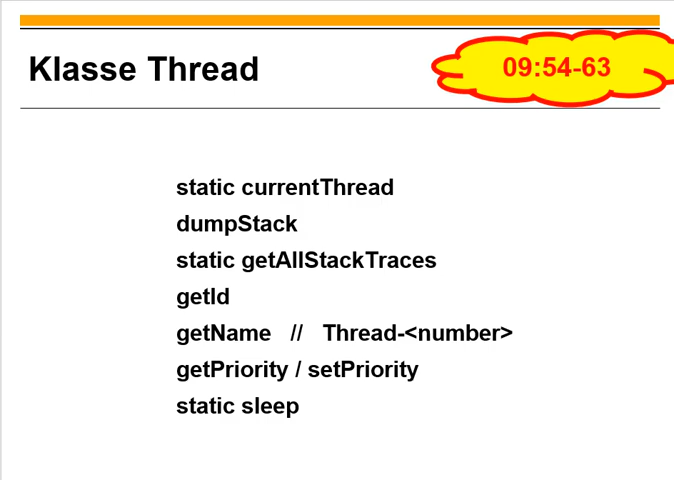 Klasse Thread
09:54-63
static currentThread
dumpStack
static getAllStackTraces
getId
getName // Thread-<number>
getPriority / setPriority
static sleep